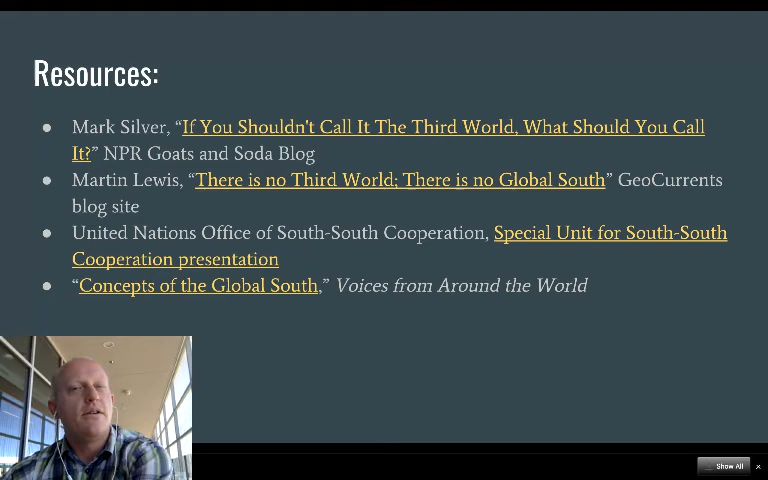 Resources:
● Mark Silver, “If You Shouldn't Call It The Third World, What Should You Call
It?” NPR Goats and Soda Blog
● Martin Lewis, “There is no Third World; There is no Global South” GeoCurrents
blog site
● United Nations Office of South-South Cooperation, Special Unit for South-South
Cooperation presentation
● “Concepts of the Global South,” Voices from Around the World
Show All